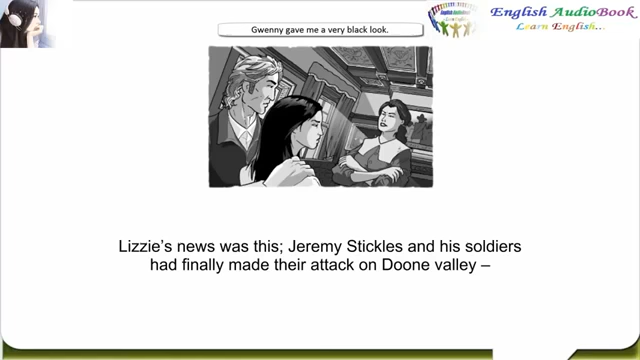 Gwenny gave me a very black look.
English AudioBook
Learn English...
Lizzie's news was this; Jeremy Stickles and his soldiers
had finally made their attack on Doone valley –